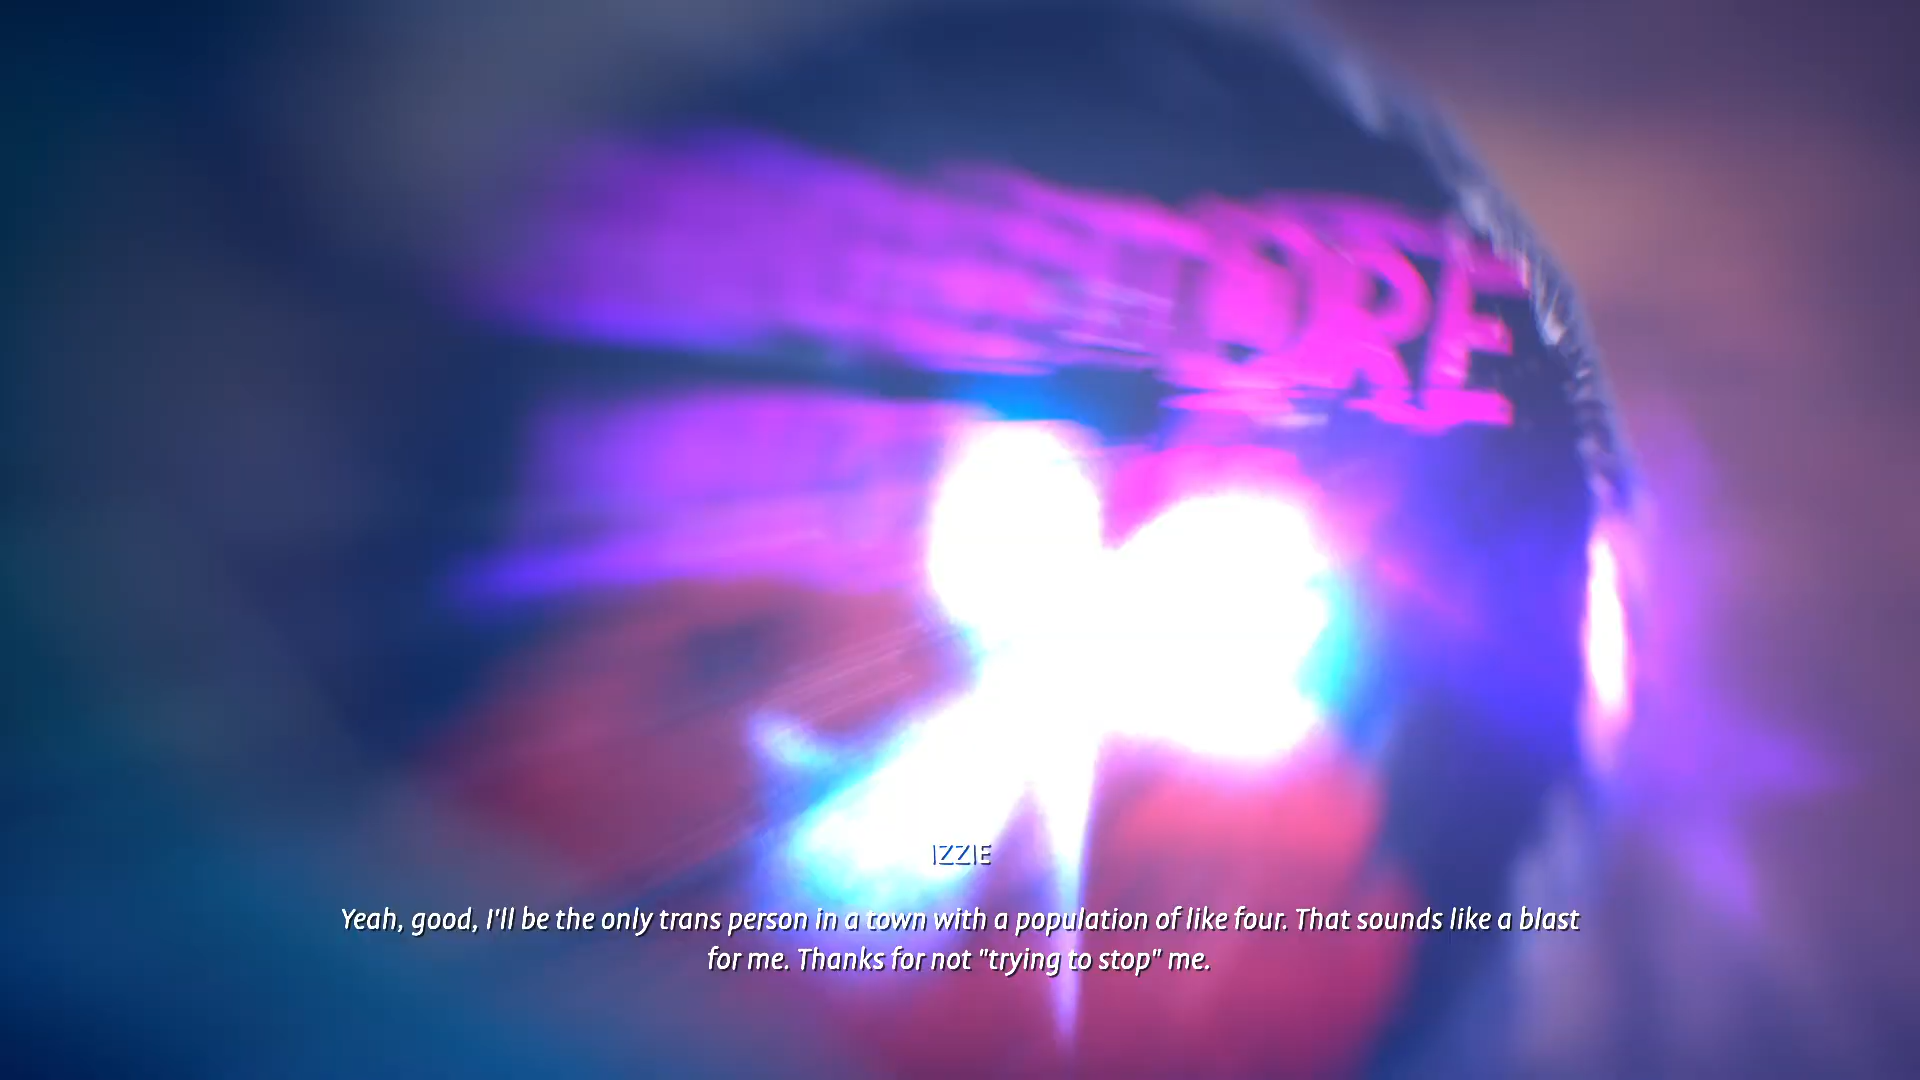 ORE
IZZIE
Yeah, good, I'll be the only trans person in a town with a population of like four. That sounds like a blast
for me. Thanks for not "trying to stop" me.